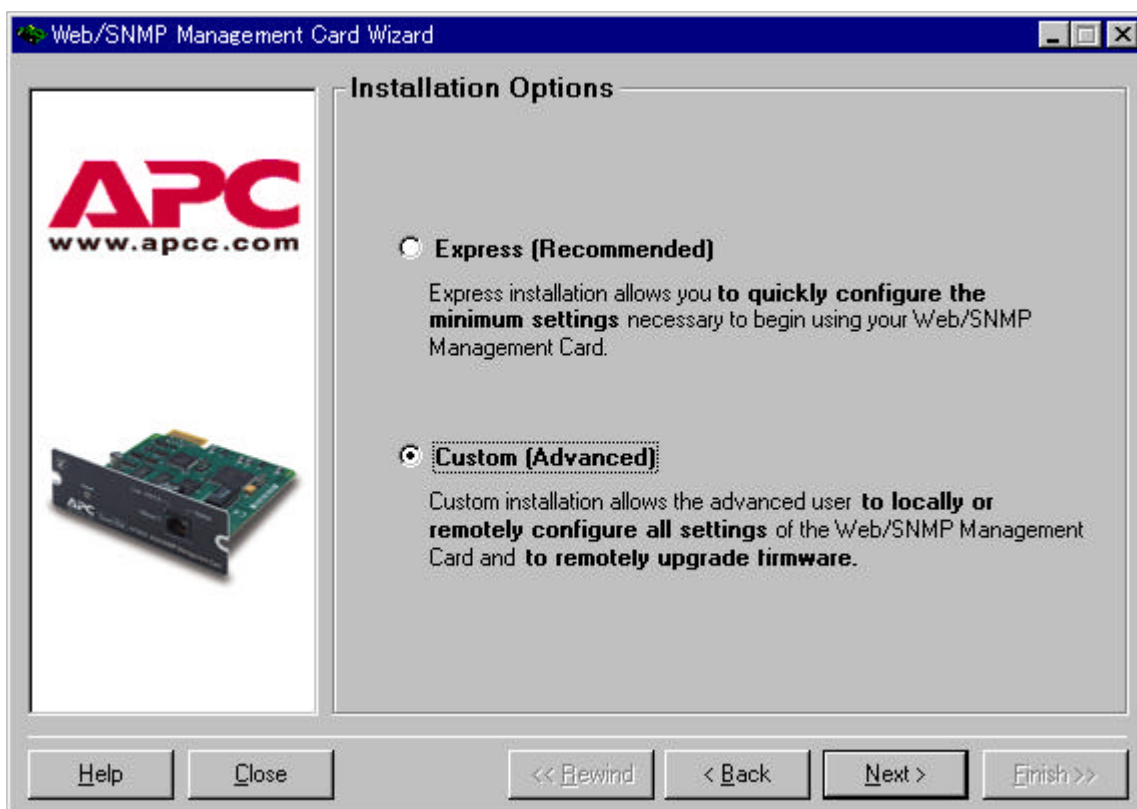 Web/SNMP Management Card Wizard
Installation Options
APC
www.apcc.com
Express (Recommended)
Express installation allows you to quickly configure the
minimum settings necessary to begin using your Web/SNMP
Management Card.
Custom (Advanced)
Custom installation allows the advanced user to locally or
remotely configure all settings of the Web/SNMP Management
Card and to remotely upgrade firmware.
APC
Help
Close
<< Rewind
< Back
Next >
Finish >>